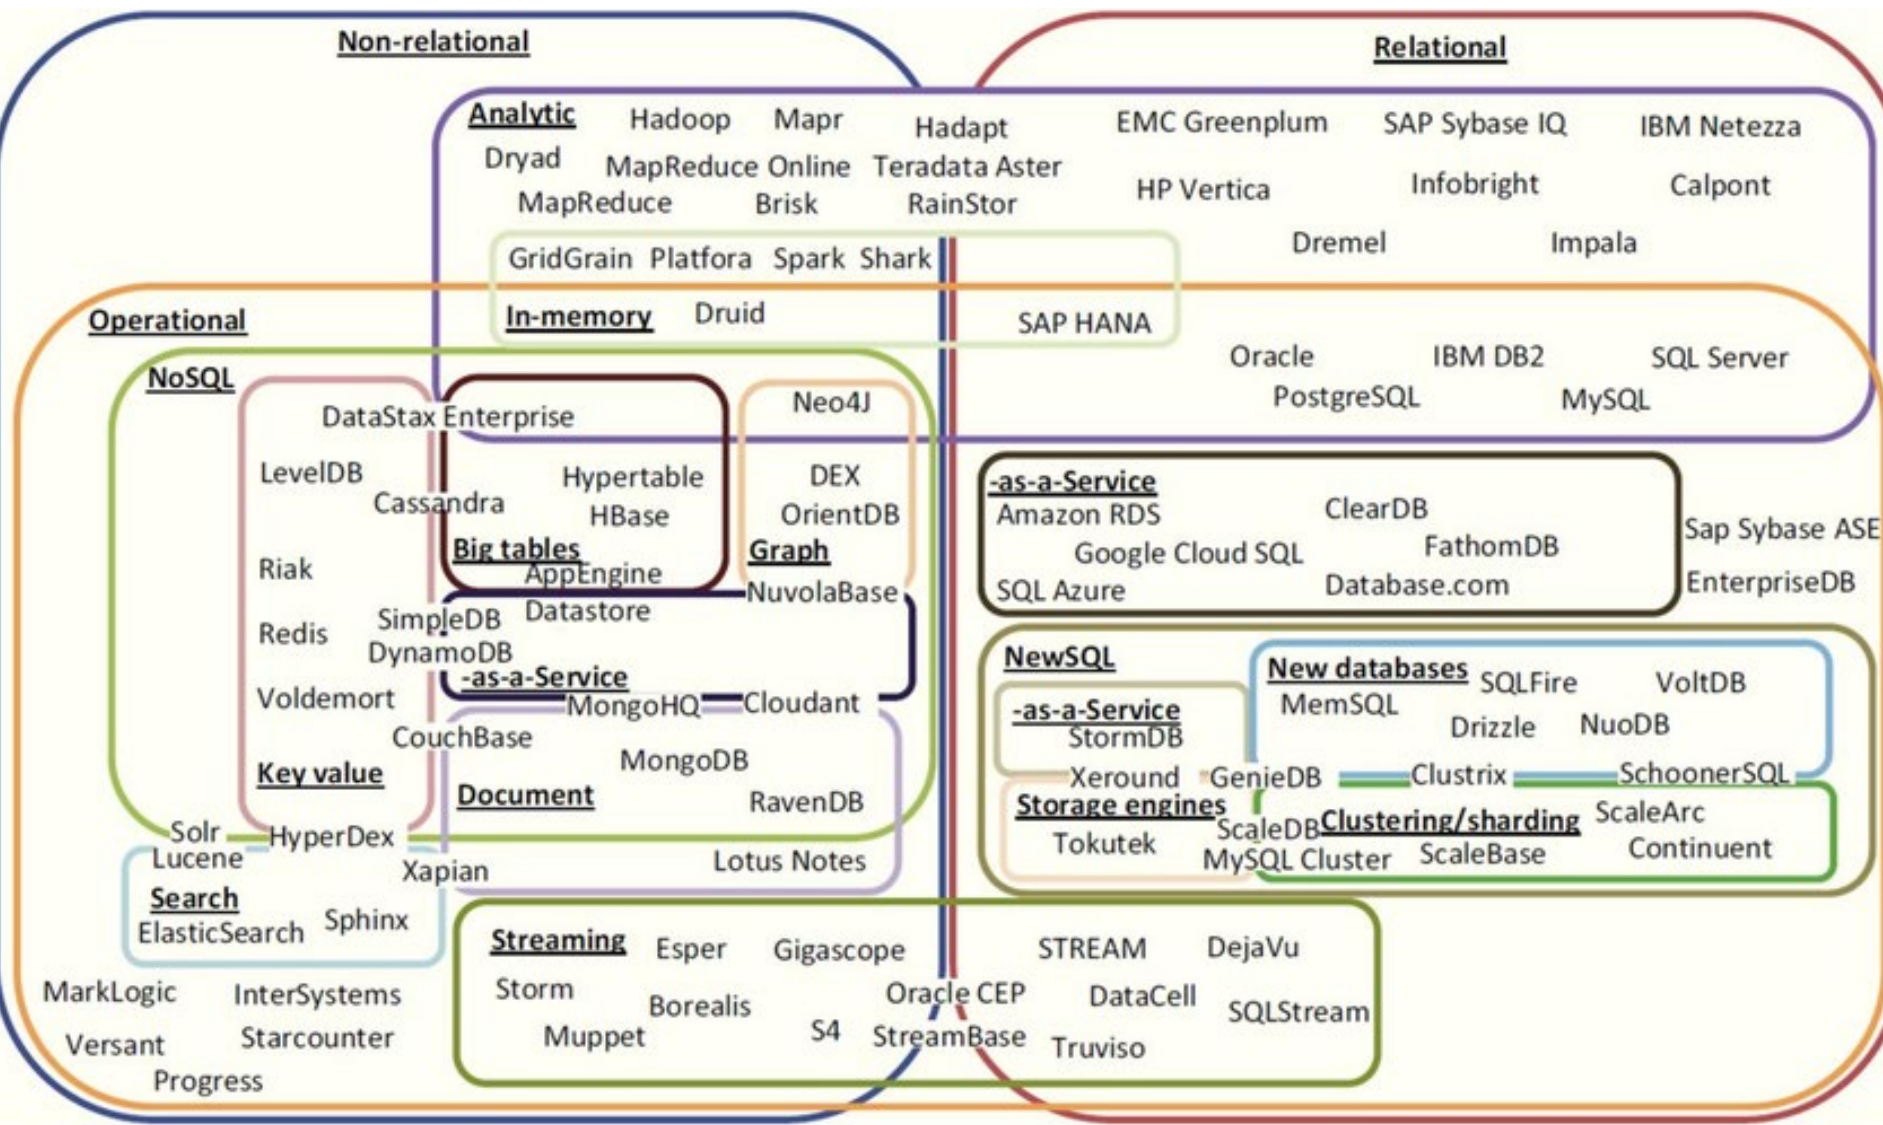 Non-relational
Relational
Analytic
Hadoop
Mapr
Hadapt
EMC Greenplum
SAP Sybase IQ
IBM Netezza
Dryad
MapReduce Online
Teradata Aster
HP Vertica
Infobright
Calpont
MapReduce
Brisk
RainStor
Dremel
Impala
GridGrain
Platfora
Spark
Shark
In-memory
Druid
SAP HANA
Operational
Oracle
IBM DB2
SQL Server
PostgreSQL
MySQL
NoSQL
DataStax Enterprise
Neo4J
LevelDB
Cassandra
Hypertable
HBase
DEX
OrientDB
Big tables
Graph
Riak
AppEngine
Datastore
NuvolaBase
SimpleDB
Redis
DynamoDB
-as-a-Service
Voldemort
MongoHQ
Cloudant
CouchBase
MongoDB
Key value
Document
RavenDB
Solr
Lucene
HyperDex
Xapian
Lotus Notes
Search
ElasticSearch
Sphinx
-as-a-Service
Amazon RDS
ClearDB
Google Cloud SQL
FathomDB
SQL Azure
Database.com
Sap Sybase ASE
EnterpriseDB
NewSQL
New databases
SQLFire
VoltDB
MemSQL
Drizzle
NuoDB
-as-a-Service
StormDB
Xeround
GenieDB
Clustrix
SchoonerSQL
Storage engines
Tokutek
ScaleDB
Clustering/sharding
ScaleArc
MySQL Cluster
ScaleBase
Continuent
Streaming
Esper
Gigascope
STREAM
DejaVu
Storm
Borealis
Oracle CEP
DataCell
SQLStream
Muppet
S4
StreamBase
Truviso
MarkLogic
InterSystems
Versant
Starcounter
Progress